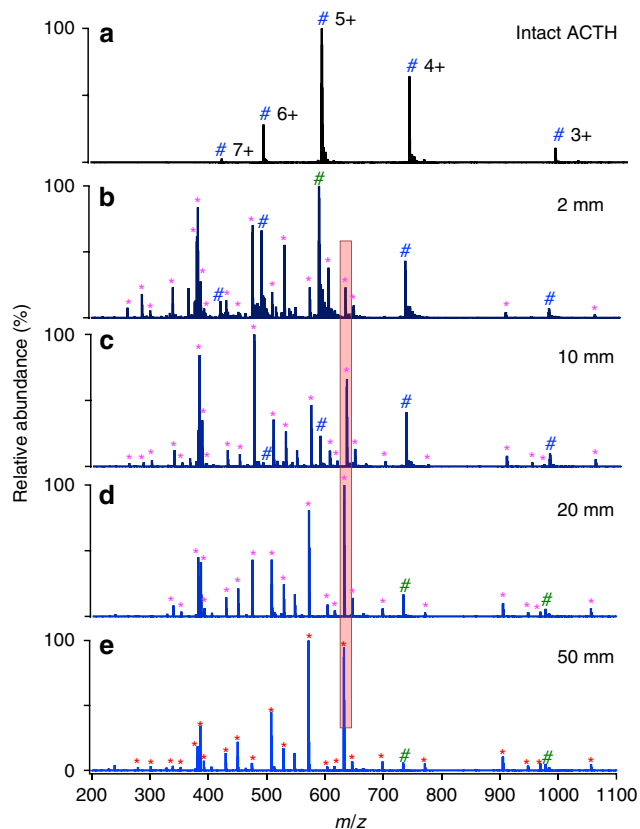 a
Intact ACTH
100
# 5+
# 4+
# 6+
# 7+
# 3+
b
2 mm
100
#
* * * # * * # * * * * * * * * # * * * * * # * # *
c
10 mm
100
* * * * * * * * * * # * * * # * * * * * * # * * # * *
d
20 mm
100
* * * * * * * * * * * * * * # * * * * # *
e
50 mm
100
0
* * * * * * * * * * * * * * * * * # * * * * # *
200 300 400 500 600 700 800 900 1000 1100
m/z
Relative abundance (%)